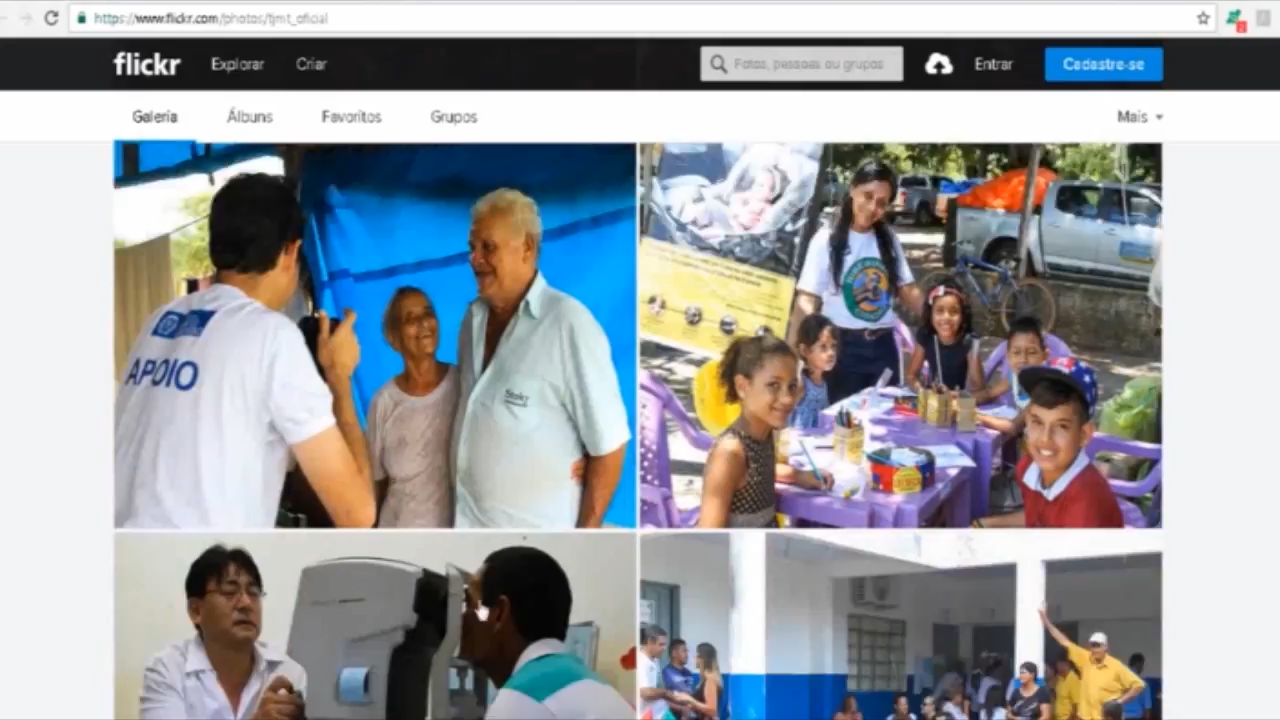 https://www.flickr.com/photos/tjmt_oficial
flickr
Explorar
Criar
Fotos, pessoas ou grupos
Entrar
Cadastre-se
Galeria
Álbuns
Favoritos
Grupos
Mais
APOIO